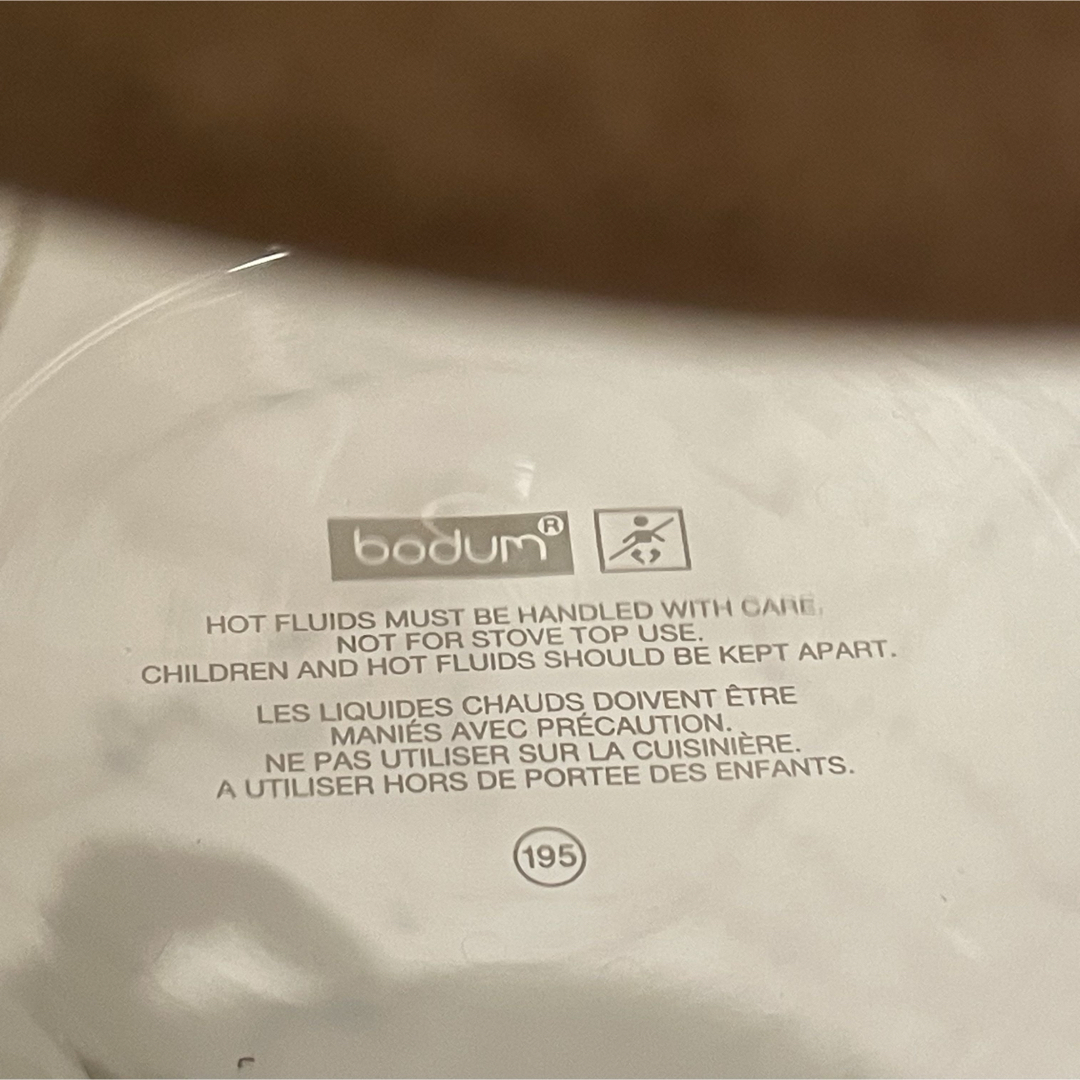 bodum®
HOT FLUIDS MUST BE HANDLED WITH CARE,
NOT FOR STOVE TOP USE.
CHILDREN AND HOT FLUIDS SHOULD BE KEPT APART.
LES LIQUIDES CHAUDS DOIVENT ÊTRE
MANIÉS AVEC PRÉCAUTION.
NE PAS UTILISER SUR LA CUISINIÈRE.
A UTILISER HORS DE PORTEE DES ENFANTS.
195